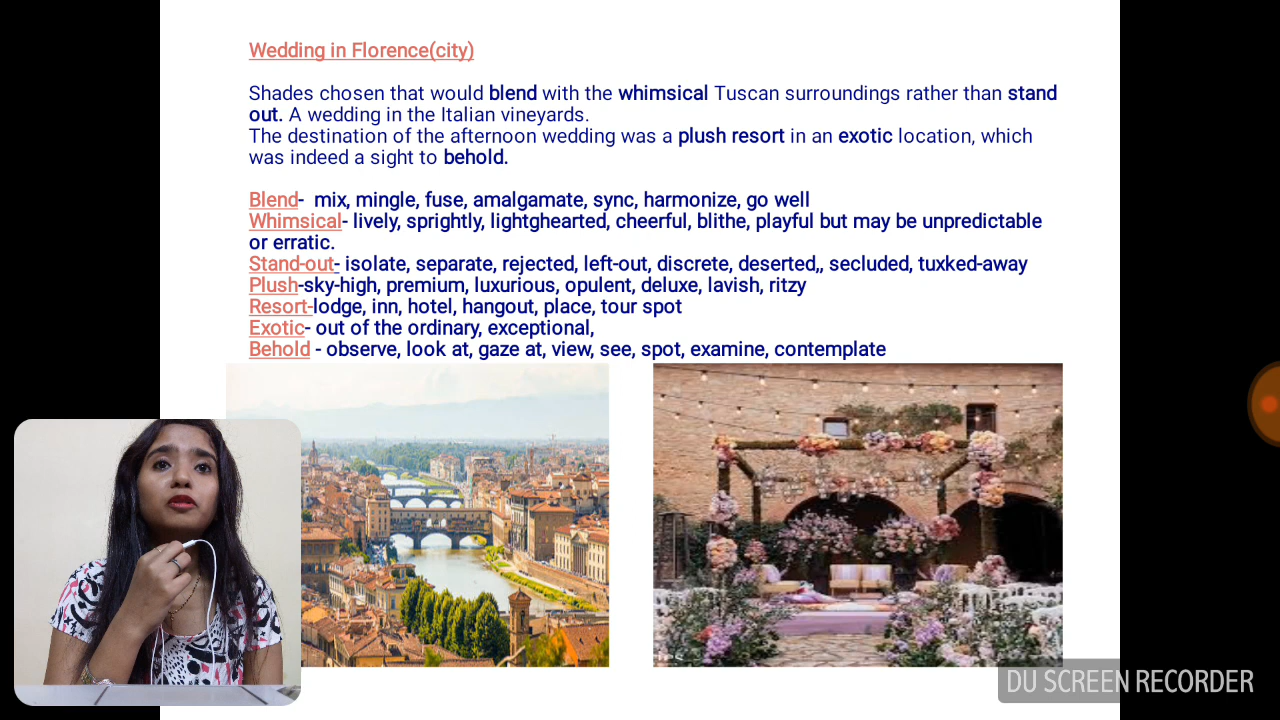 Wedding in Florence(city)
Shades chosen that would blend with the whimsical Tuscan surroundings rather than stand
out. A wedding in the Italian vineyards.
The destination of the afternoon wedding was a plush resort in an exotic location, which
was indeed a sight to behold.
Blend-  mix, mingle, fuse, amalgamate, sync, harmonize, go well
Whimsical- lively, sprightly, lightghearted, cheerful, blithe, playful but may be unpredictable
or erratic.
Stand-out- isolate, separate, rejected, left-out, discrete, deserted,, secluded, tuxked-away
Plush-sky-high, premium, luxurious, opulent, deluxe, lavish, ritzy
Resort-lodge, inn, hotel, hangout, place, tour spot
Exotic- out of the ordinary, exceptional,
Behold - observe, look at, gaze at, view, see, spot, examine, contemplate
DU SCREEN RECORDER